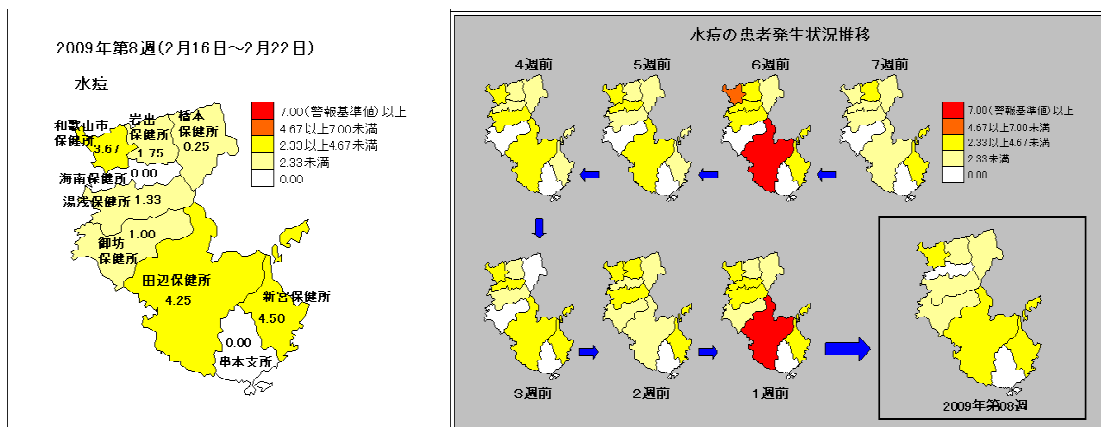 2009年第8週(2月16日～2月22日)
水痘
7.00(警報基準値)以上
4.67以上7.00未満
2.33以上4.67未満
2.33未満
0.00
和歌山市
保健所
3.67
岩出
保健所
1.75
橋本
保健所
0.25
海南保健所
0.00
湯浅保健所
1.33
御坊
保健所
1.00
田辺保健所
4.25
新宮保健所
4.50
0.00
串本支所
水痘の患者発生状況推移
4週前
5週前
6週前
7週前
7.00(警報基準値)以上
4.67以上7.00未満
2.33以上4.67未満
2.33未満
0.00
3週前
2週前
1週前
2009年第08週